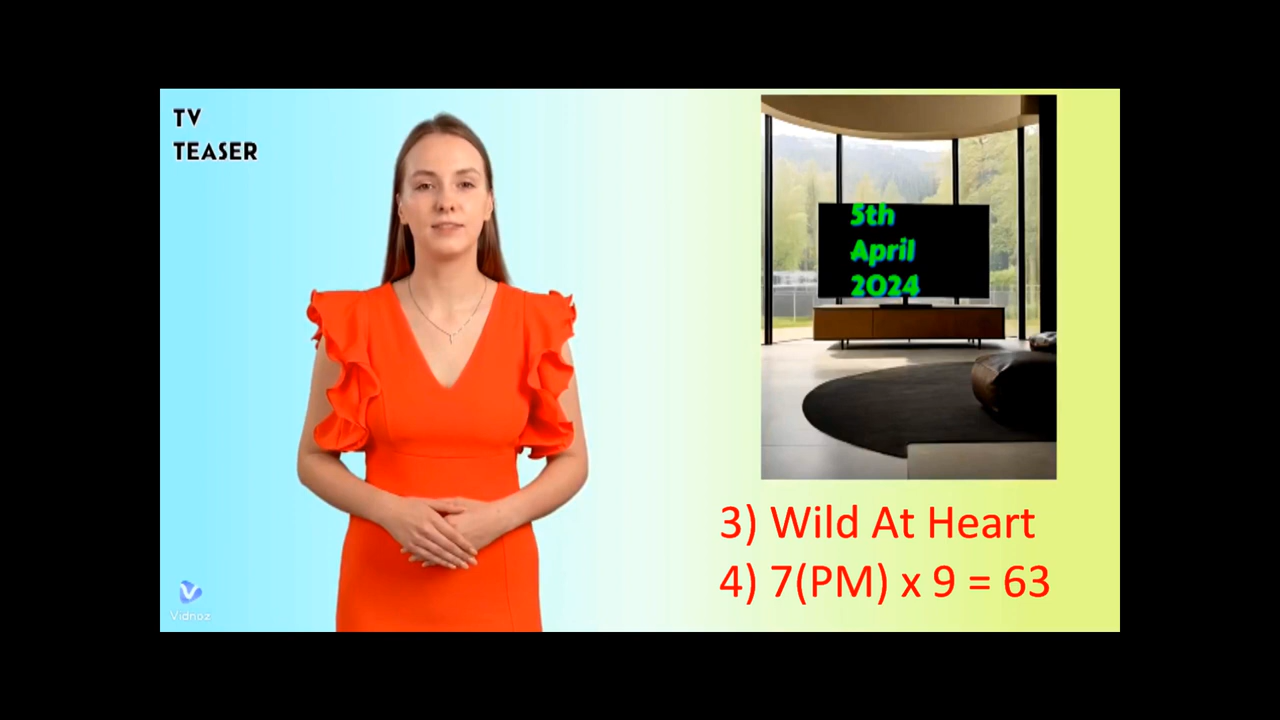 TV
TEASER
5th
April
2024
3) Wild At Heart
4) 7(PM) x 9 = 63
Vidnoz